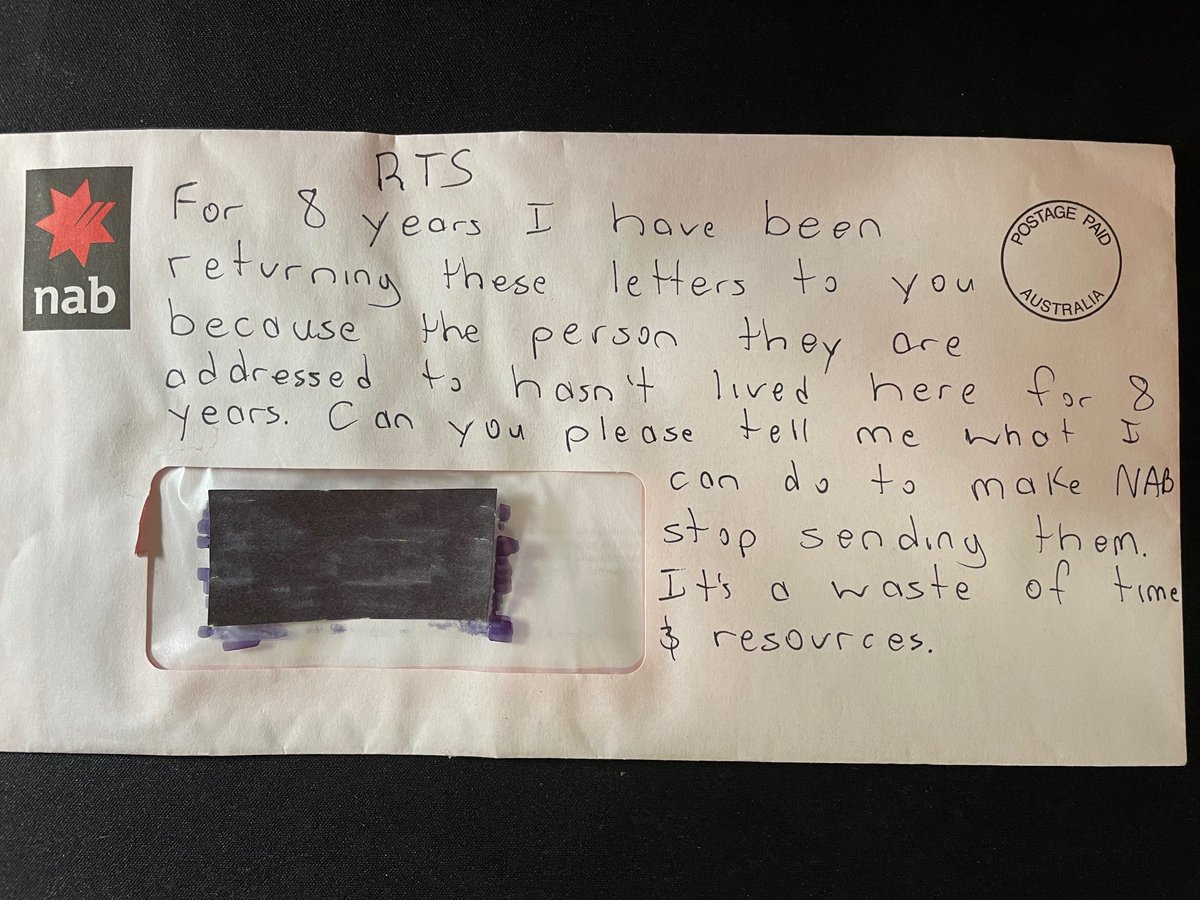 RTS
For 8 years I have been
returning these letters to you
because the person they are
addressed to hasn't lived here for 8
years. Can you please tell me what I
can do to make NAB
stop sending them.
It's a waste of time
& resources.
nab
POSTAGE PAID
AUSTRALIA